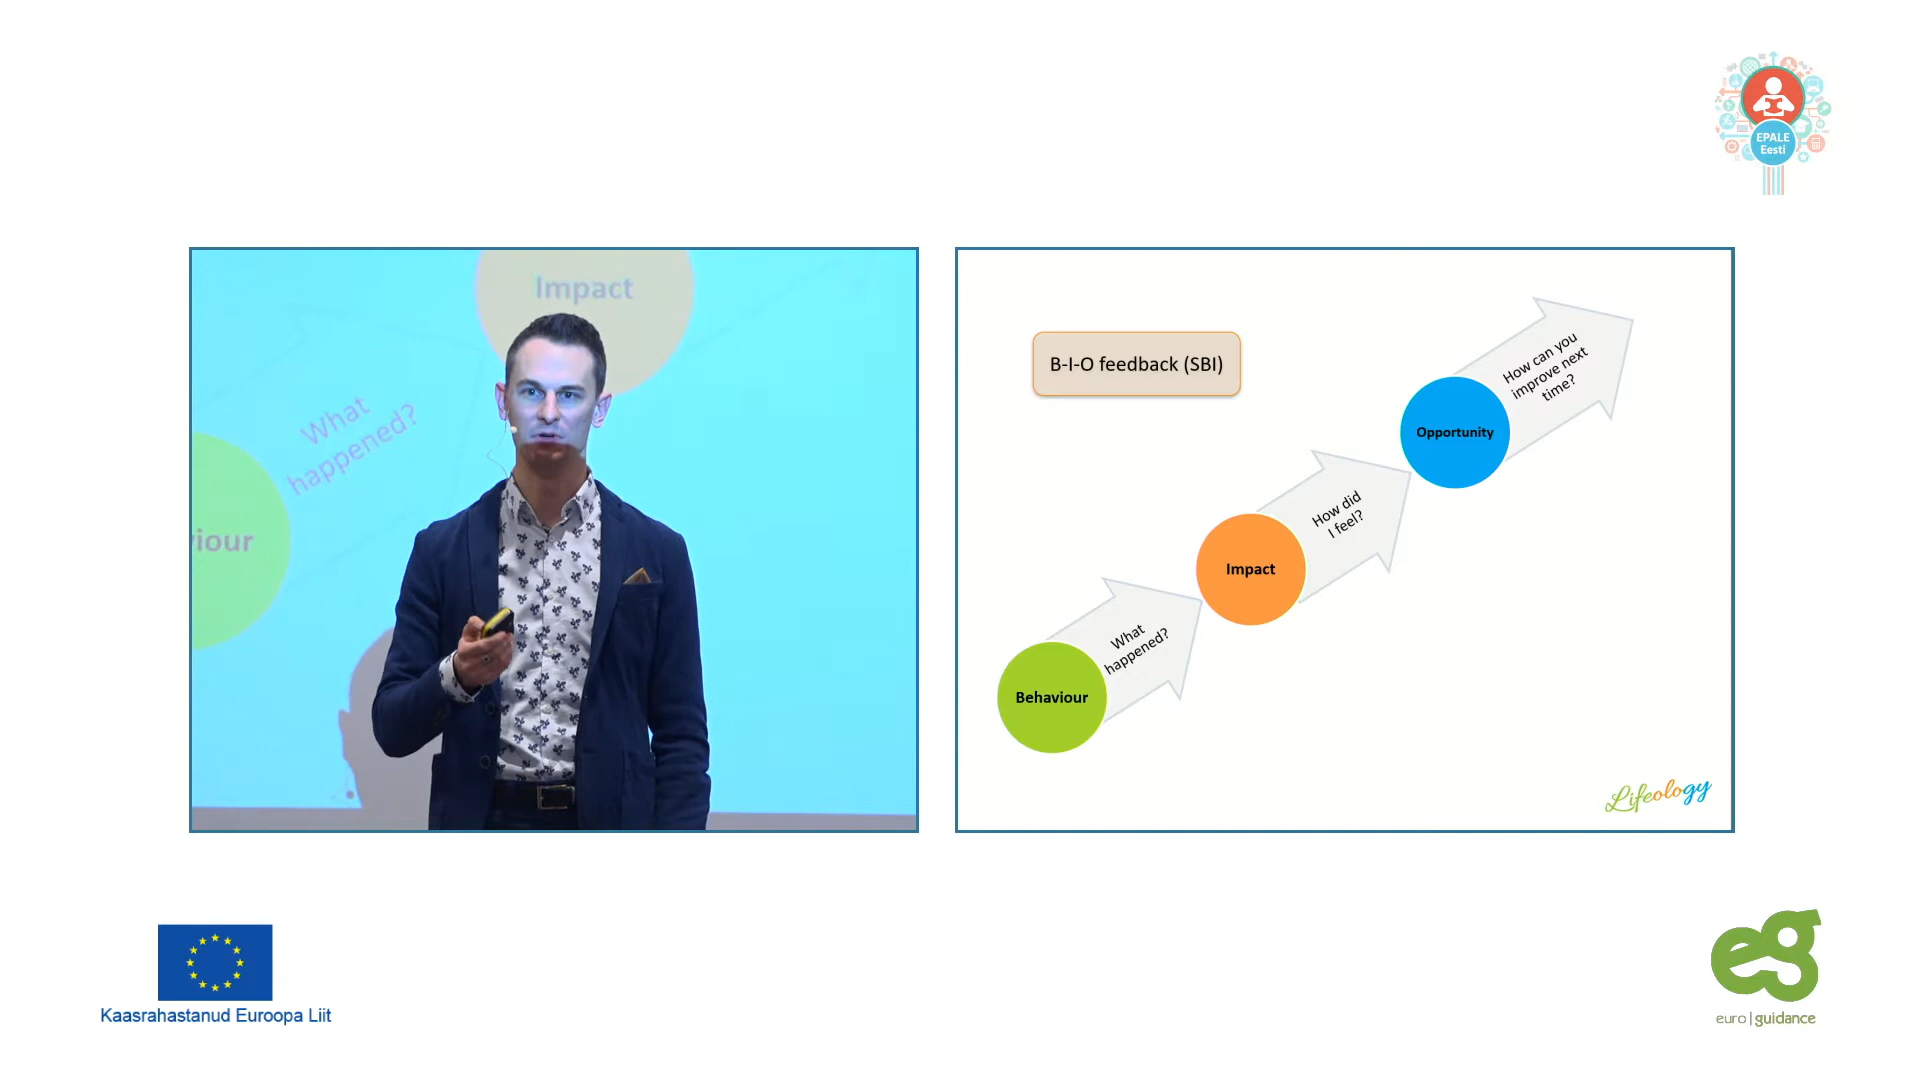 EPALE
Eesti
Impact
What
happened?
iour
B-I-O feedback (SBI)
How can you
improve next
time?
Opportunity
How did
I feel?
Impact
What
happened?
Behaviour
Lifeology
Kaasrahastanud Euroopa Liit
eg
euro|guidance